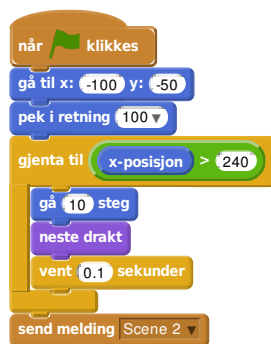 når klikkes
gå til x: -100 y: -50
pek i retning 100
gjenta til x-posisjon > 240
gå 10 steg
neste drakt
vent 0.1 sekunder
send melding Scene 2